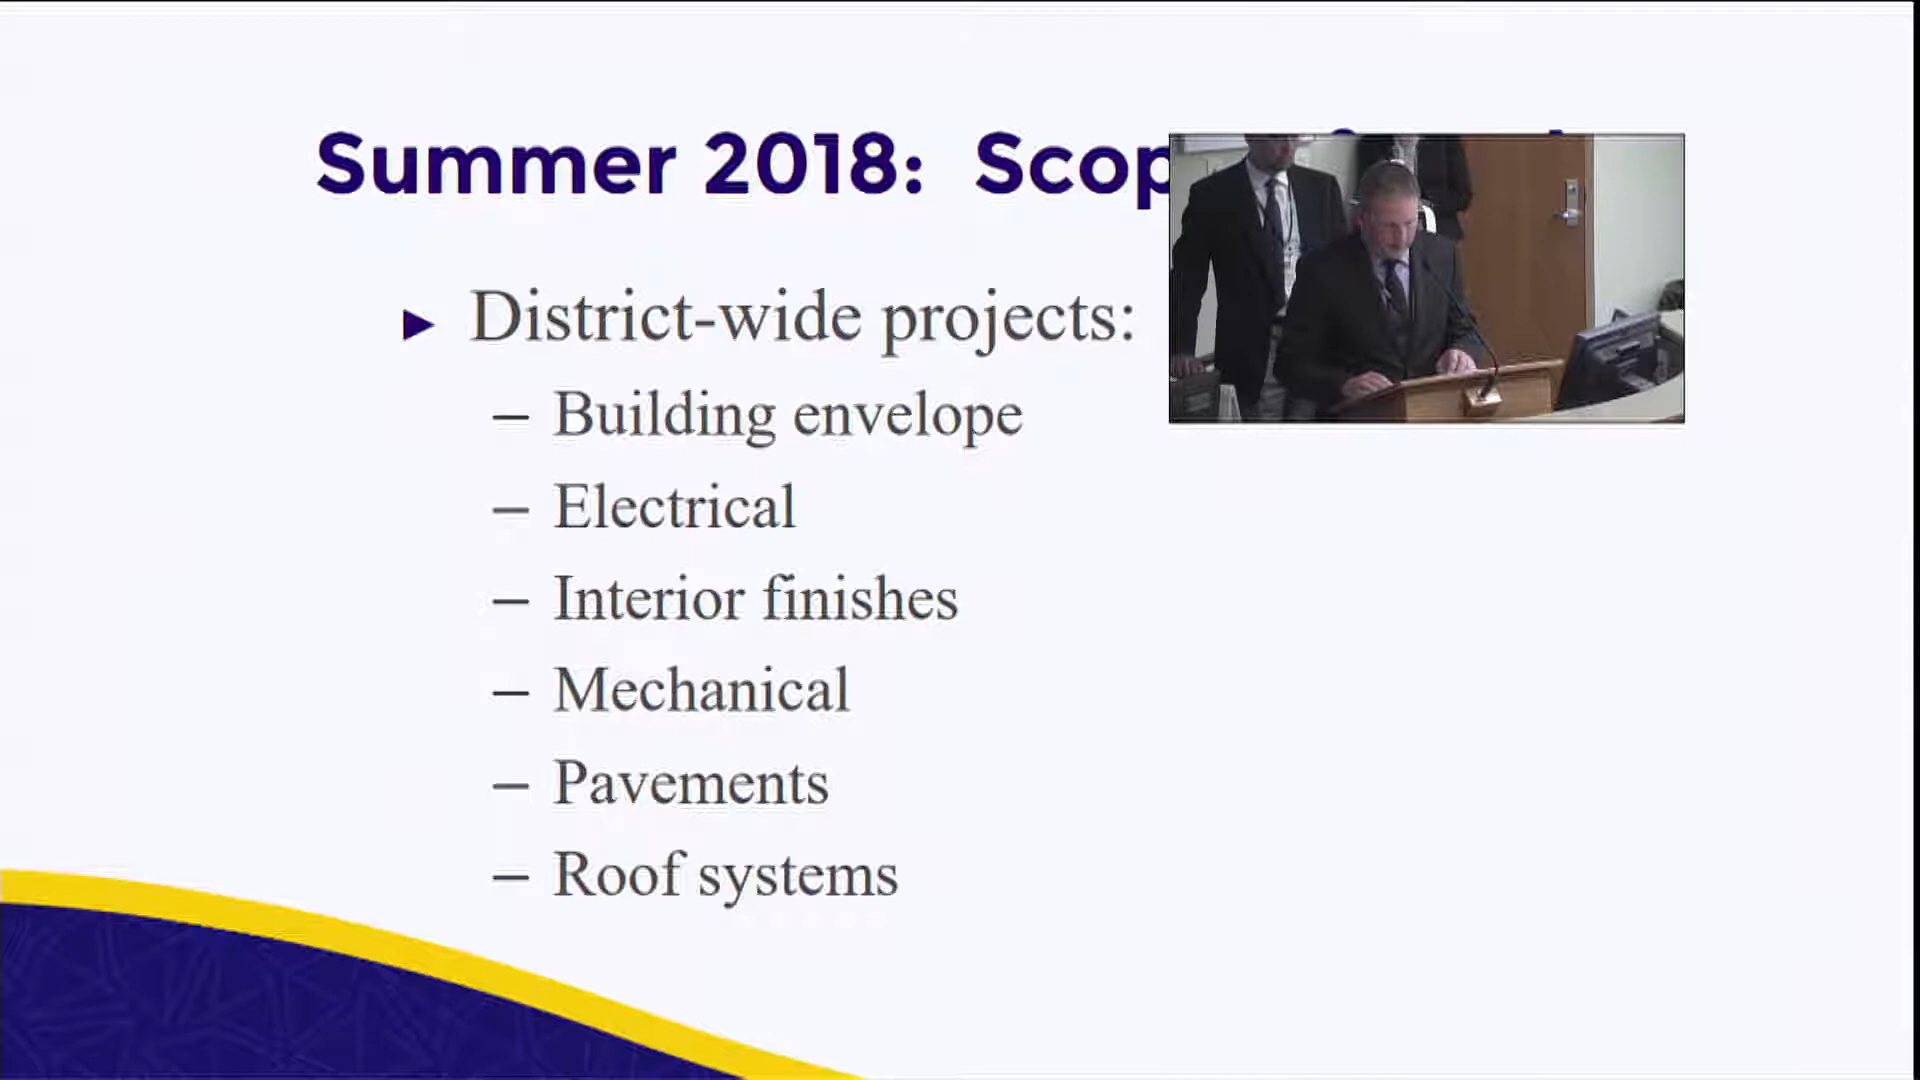 Summer 2018: Scop
► District-wide projects:
– Building envelope
– Electrical
– Interior finishes
– Mechanical
– Pavements
– Roof systems